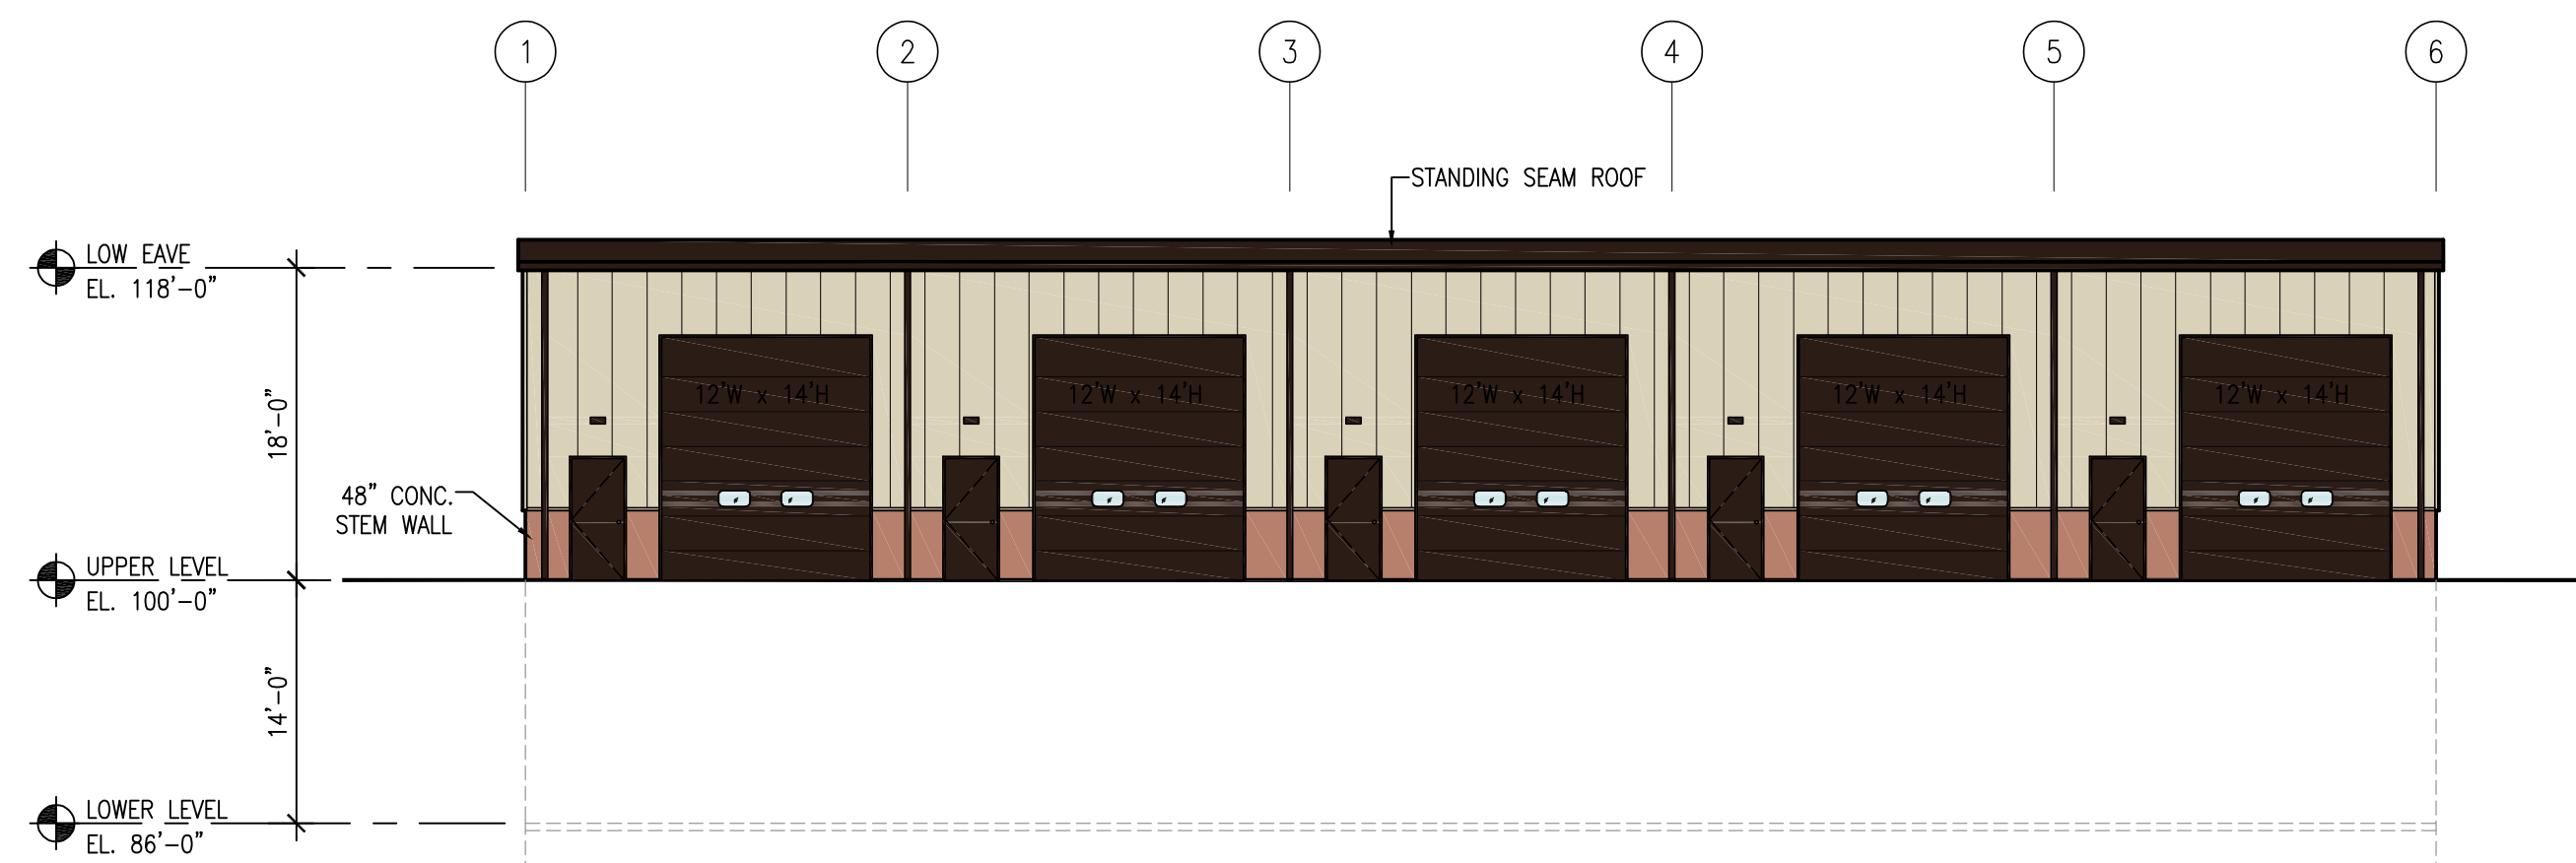 1
2
3
4
5
6
STANDING SEAM ROOF
LOW EAVE
EL. 118'-0"
18'-0"
12'W x 14'H
12'W x 14'H
12'W x 14'H
12'W x 14'H
12'W x 14'H
48" CONC.
STEM WALL
UPPER LEVEL
EL. 100'-0"
14'-0"
LOWER LEVEL
EL. 86'-0"